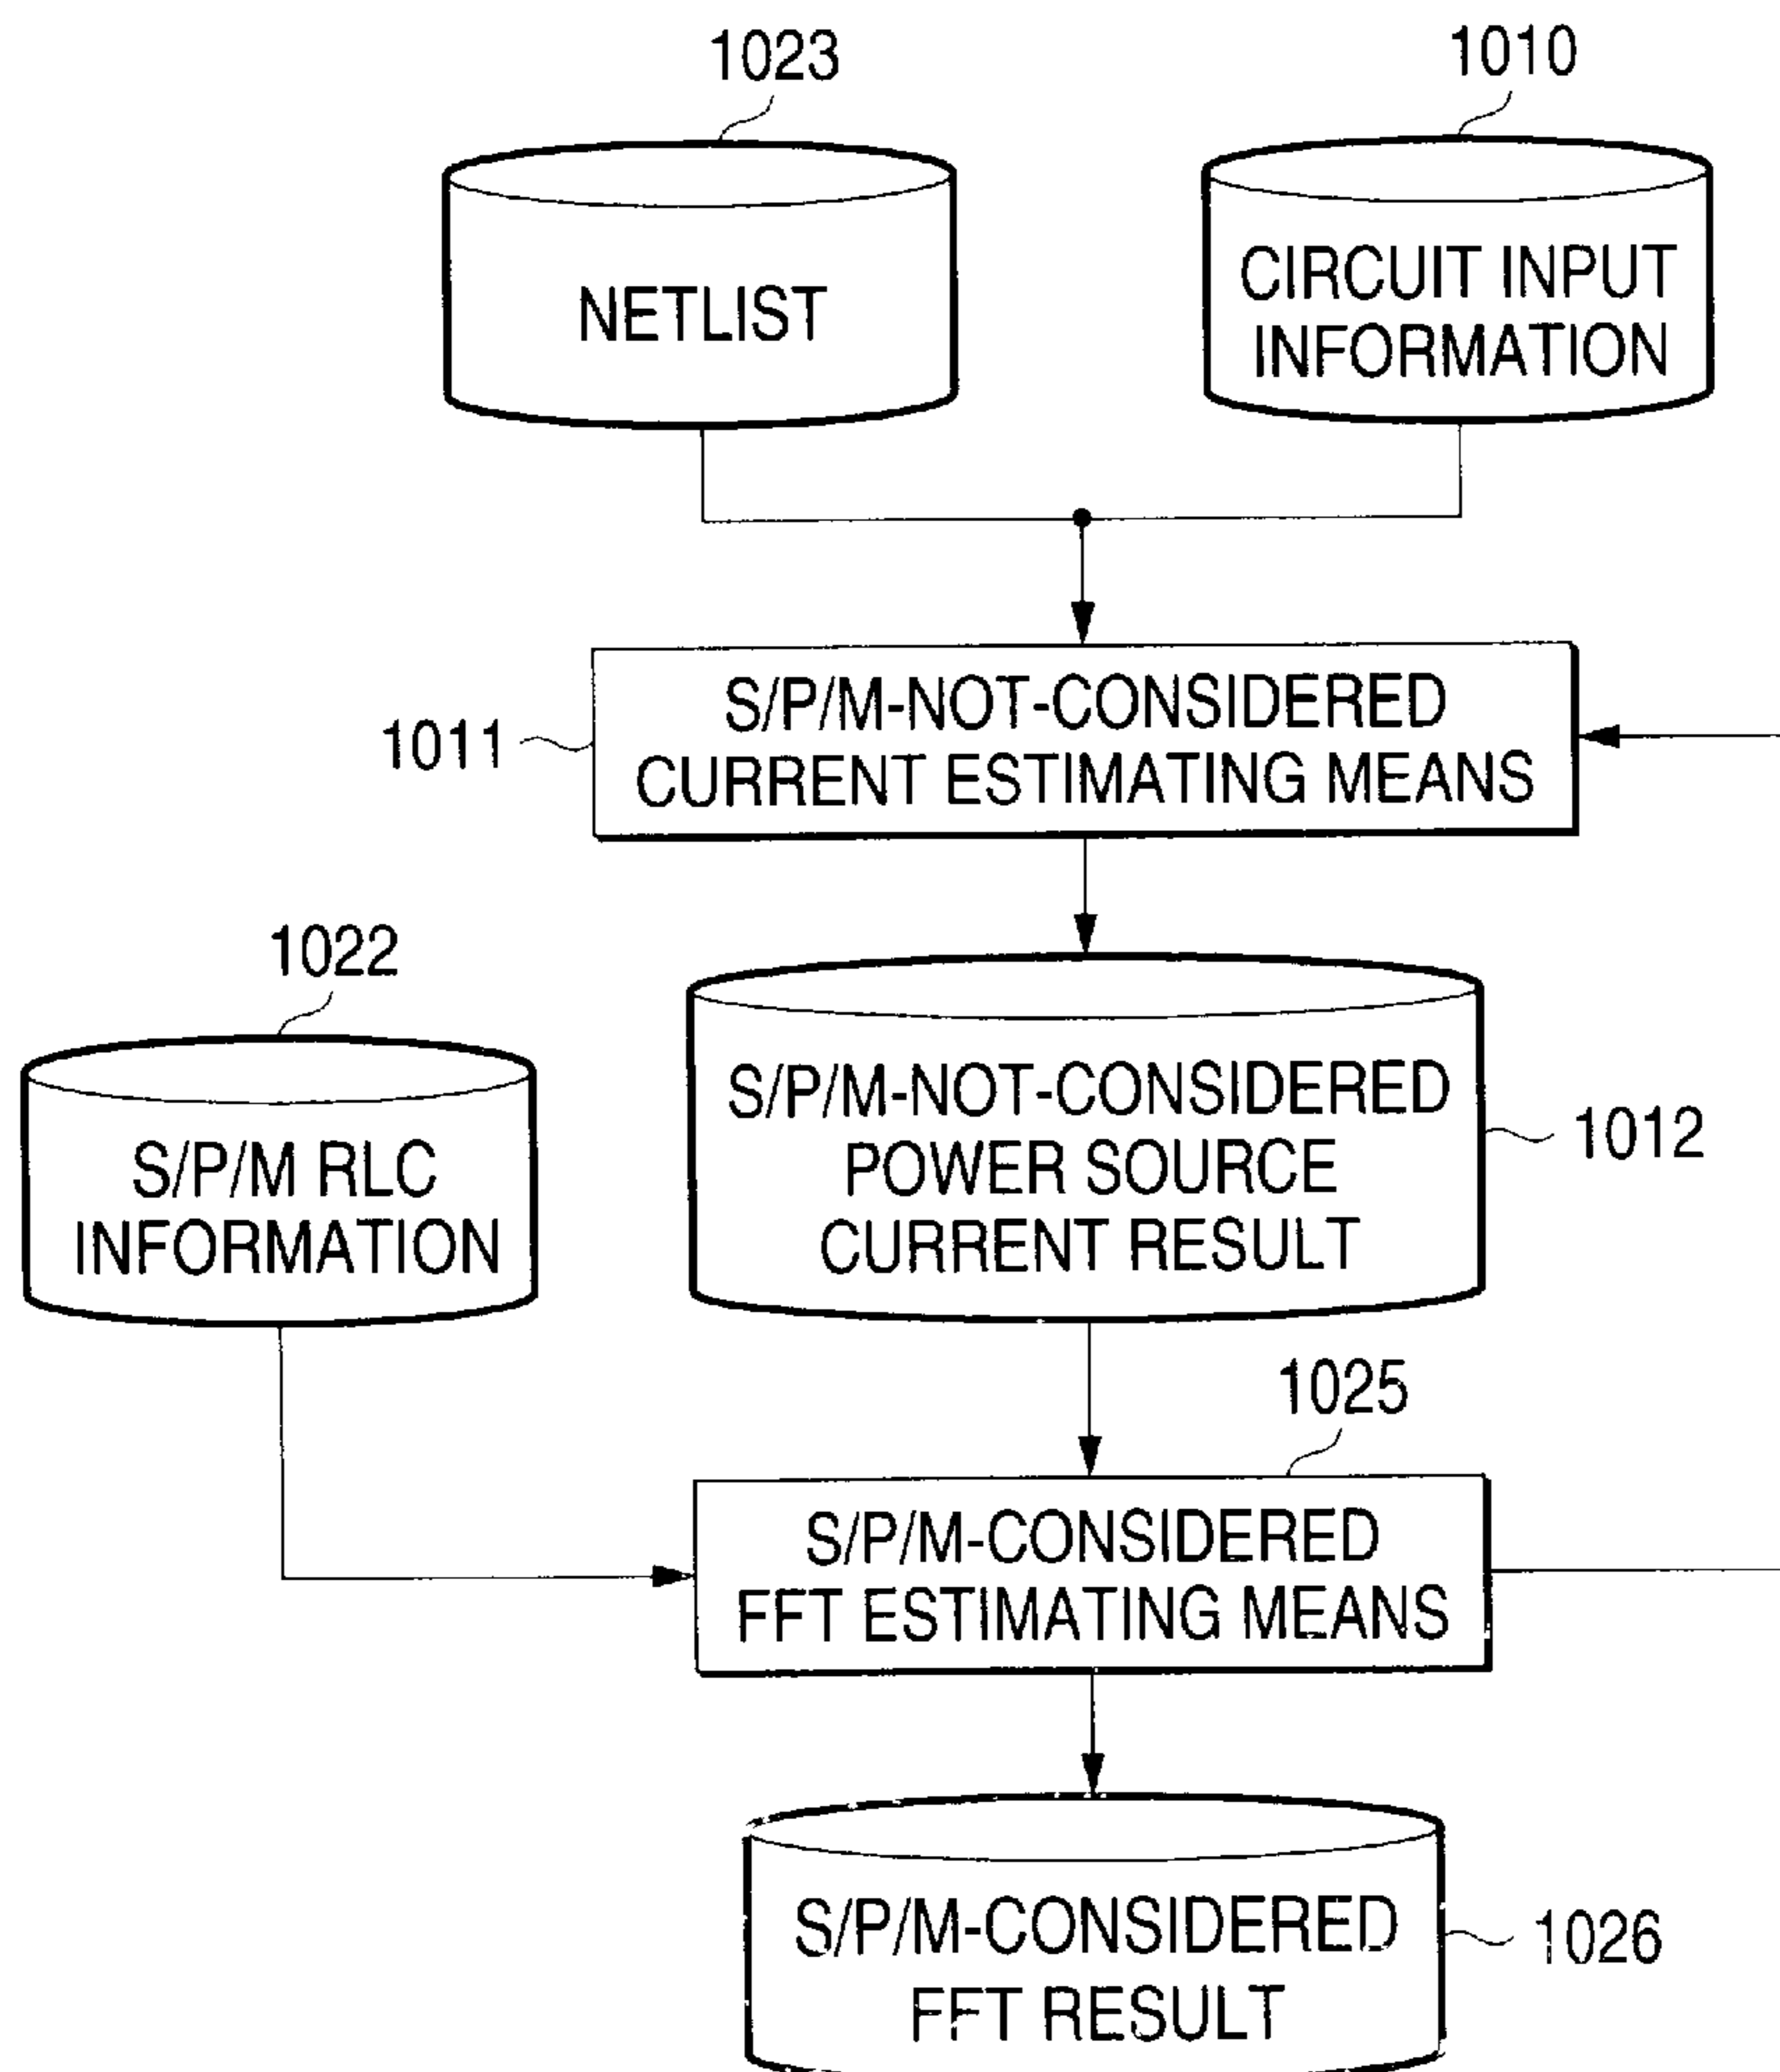 1023
1010
NETLIST
CIRCUIT INPUT
INFORMATION
S/P/M-NOT-CONSIDERED
CURRENT ESTIMATING MEANS
1011
1022
S/P/M RLC
INFORMATION
S/P/M-NOT-CONSIDERED
POWER SOURCE
CURRENT RESULT
1012
1025
S/P/M-CONSIDERED
FFT ESTIMATING MEANS
S/P/M-CONSIDERED
FFT RESULT
1026